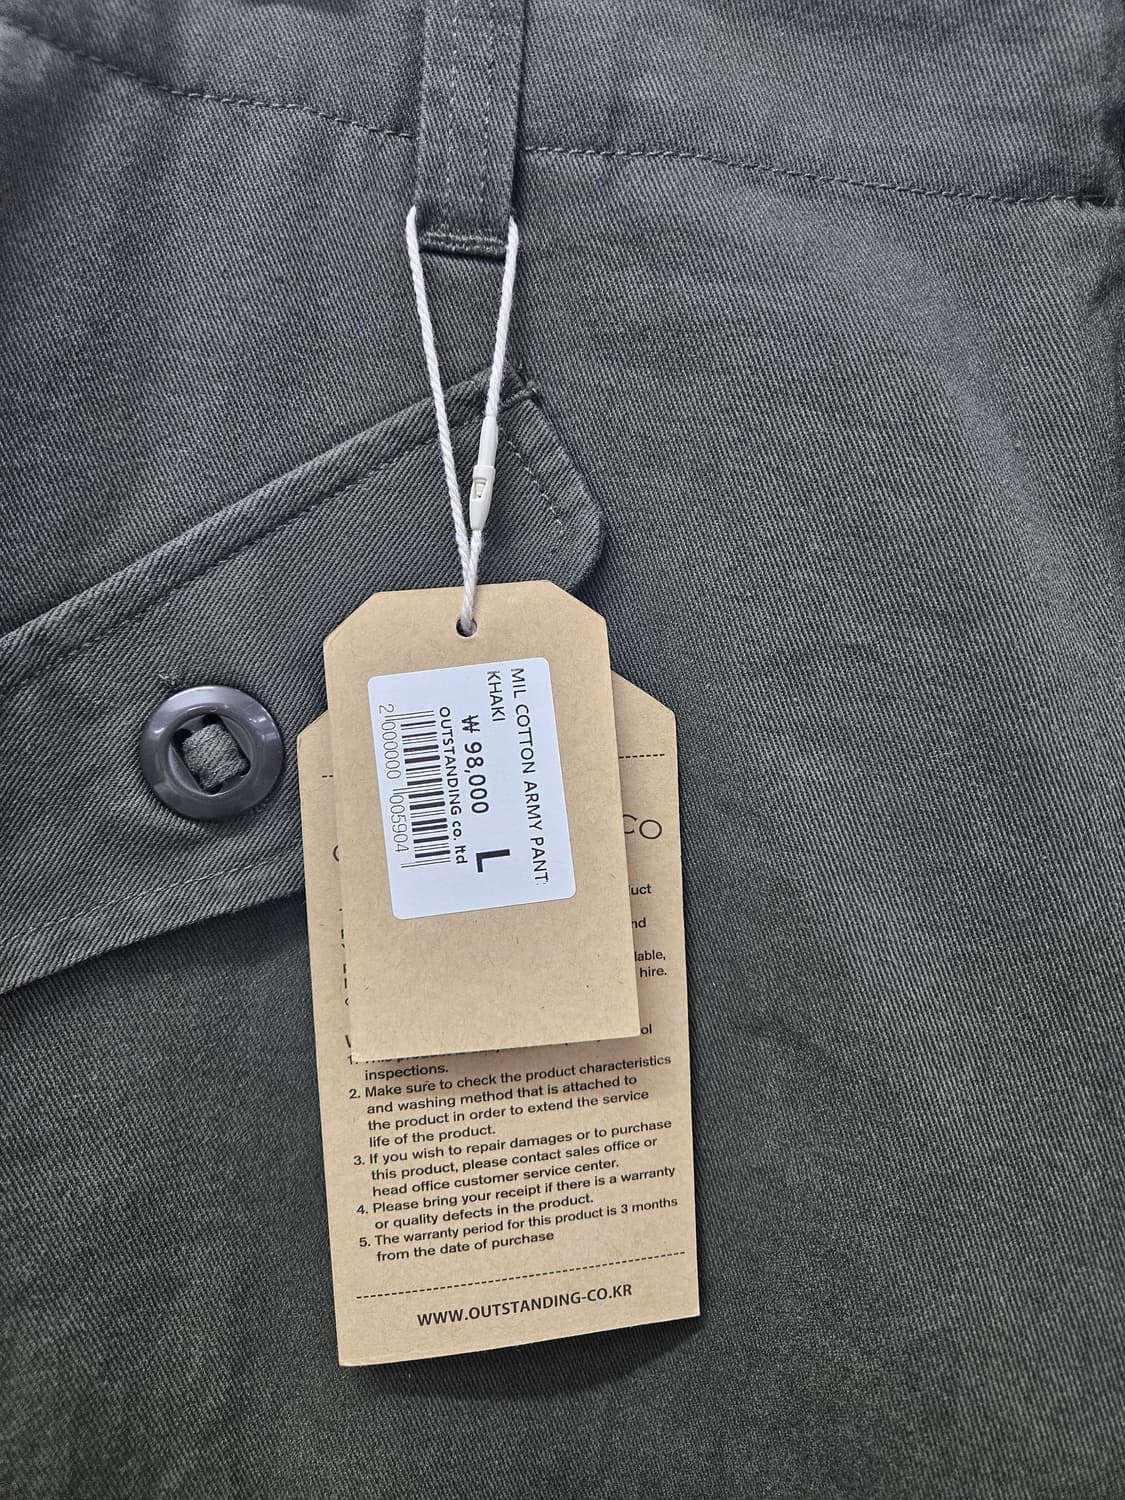 MIL COTTON ARMY PANT
KHAKI
₩ 98,000 L
OUTSTANDING co. ltd
2 000000 005904
CO
hire.
inspections.
2. Make sure to check the product characteristics
and washing method that is attached to
the product in order to extend the service
life of the product.
3. If you wish to repair damages or to purchase
this product, please contact sales office or
head office customer service center.
4. Please bring your receipt if there is a warranty
or quality defects in the product.
5. The warranty period for this product is 3 months
from the date of purchase
WWW.OUTSTANDING-CO.KR